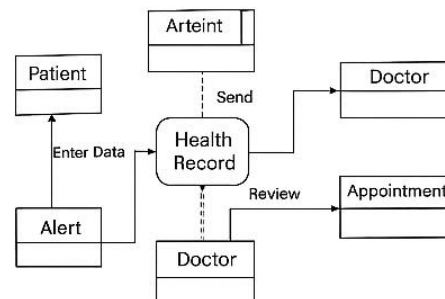 Arteint
Patient
Doctor
Send
Enter Data
Health
Record
Review
Appointment
Alert
Doctor